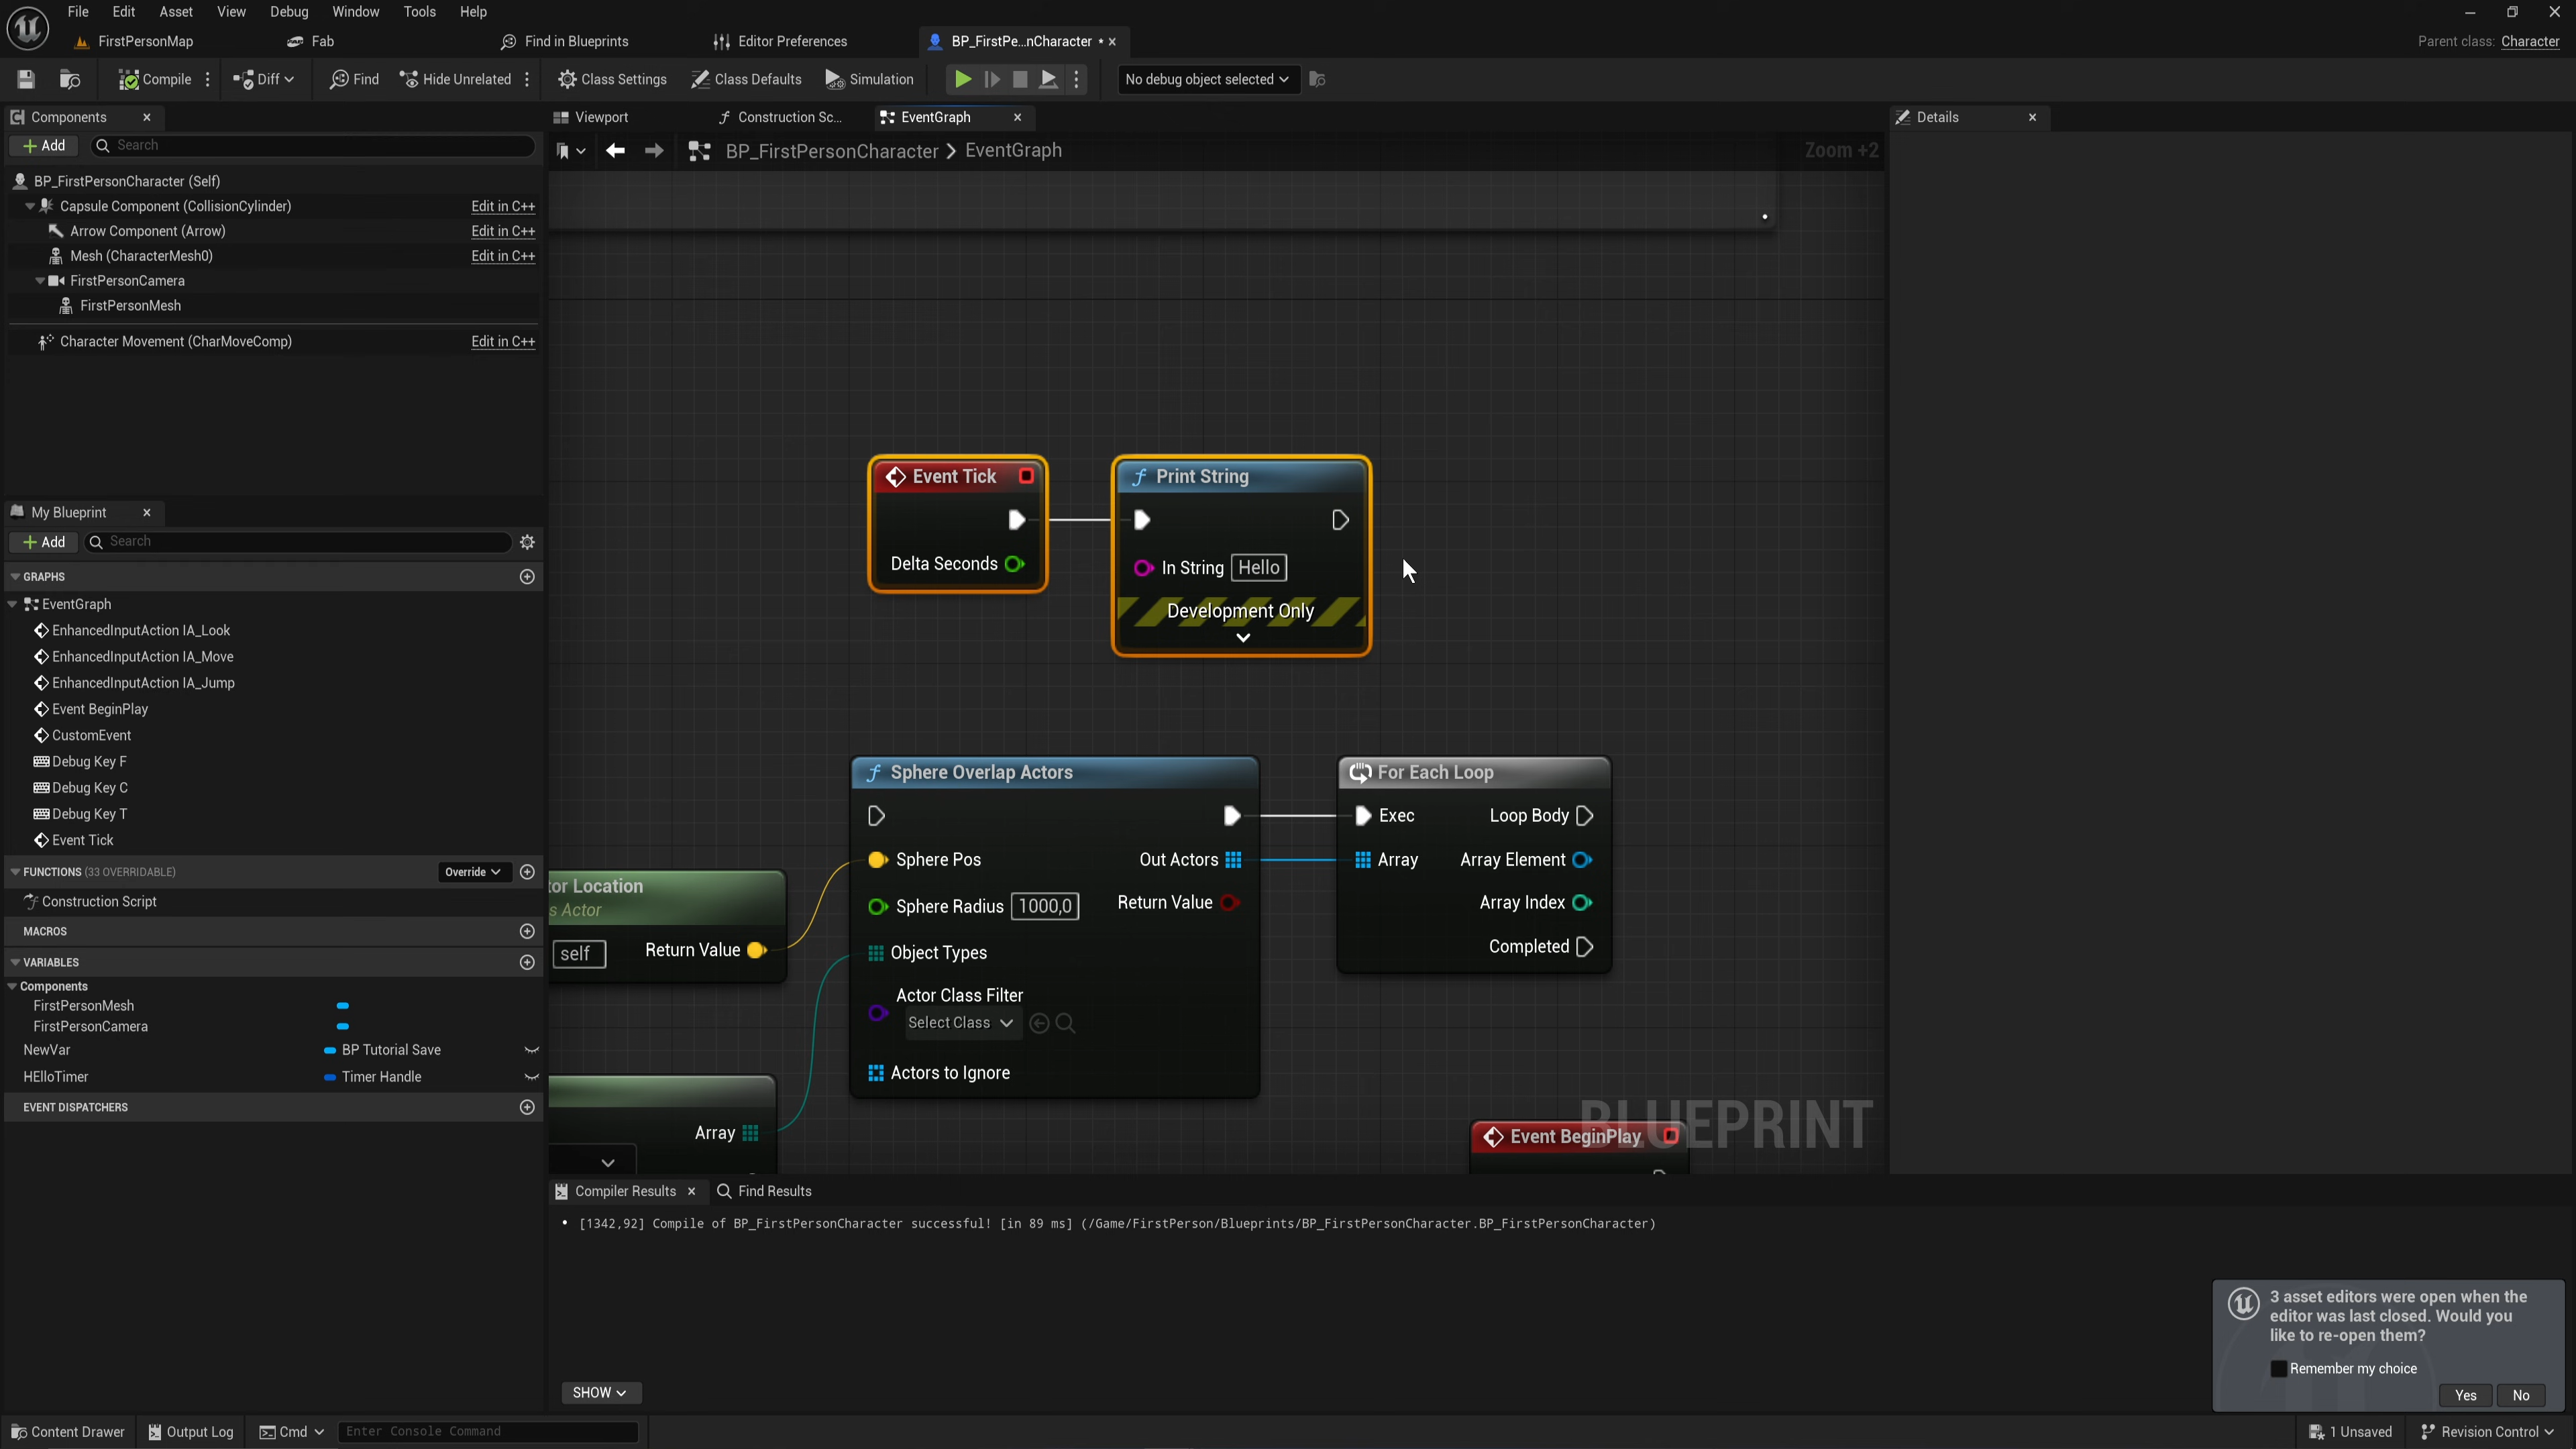 File Edit Asset View Debug Window Tools Help
FirstPersonMap Fab Find in Blueprints Editor Preferences BP_FirstPe...nCharacter * Parent class: Character
Compile Diff Find Hide Unrelated Class Settings Class Defaults Simulation No debug object selected
Components
Add Search
BP_FirstPersonCharacter (Self)
Capsule Component (CollisionCylinder) Edit in C++
Arrow Component (Arrow) Edit in C++
Mesh (CharacterMesh0) Edit in C++
FirstPersonCamera
FirstPersonMesh
Character Movement (CharMoveComp) Edit in C++
My Blueprint
Add Search
GRAPHS
EventGraph
EnhancedInputAction IA_Look
EnhancedInputAction IA_Move
EnhancedInputAction IA_Jump
Event BeginPlay
CustomEvent
Debug Key F
Debug Key C
Debug Key T
Event Tick
FUNCTIONS (33 OVERRIDABLE) Override
Construction Script
MACROS
VARIABLES
Components
FirstPersonMesh
FirstPersonCamera
NewVar BP Tutorial Save
HElloTimer Timer Handle
EVENT DISPATCHERS
Viewport Construction Sc... EventGraph
BP_FirstPersonCharacter > EventGraph Zoom +2
Event Tick
Delta Seconds
Print String
In String Hello
Development Only
tor Location
s Actor
self Return Value
Array
Sphere Overlap Actors
Sphere Pos Out Actors
Sphere Radius 1000,0 Return Value
Object Types
Actor Class Filter
Select Class
Actors to Ignore
For Each Loop
Exec Loop Body
Array Array Element
Array Index
Completed
Event BeginPlay
BLUEPRINT
Details
Compiler Results Find Results
[1342,92] Compile of BP_FirstPersonCharacter successful! [in 89 ms] (/Game/FirstPerson/Blueprints/BP_FirstPersonCharacter.BP_FirstPersonCharacter)
SHOW
3 asset editors were open when the
editor was last closed. Would you
like to re-open them?
Remember my choice
Yes No
Content Drawer Output Log Cmd Enter Console Command 1 Unsaved Revision Control